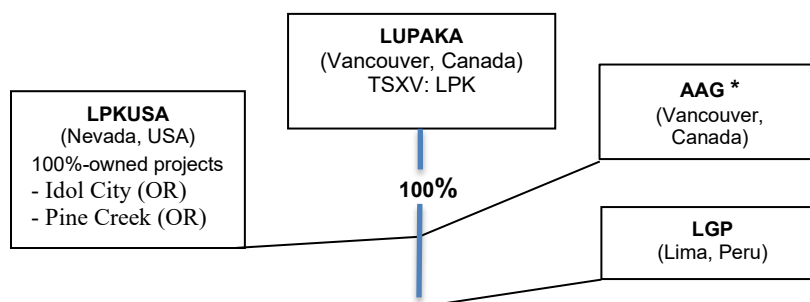 LUPAKA
(Vancouver, Canada)
TSXV: LPK
AAG *
(Vancouver,
Canada)
LPKUSA
(Nevada, USA)
100%-owned projects
- Idol City (OR)
- Pine Creek (OR)
100%
LGP
(Lima, Peru)